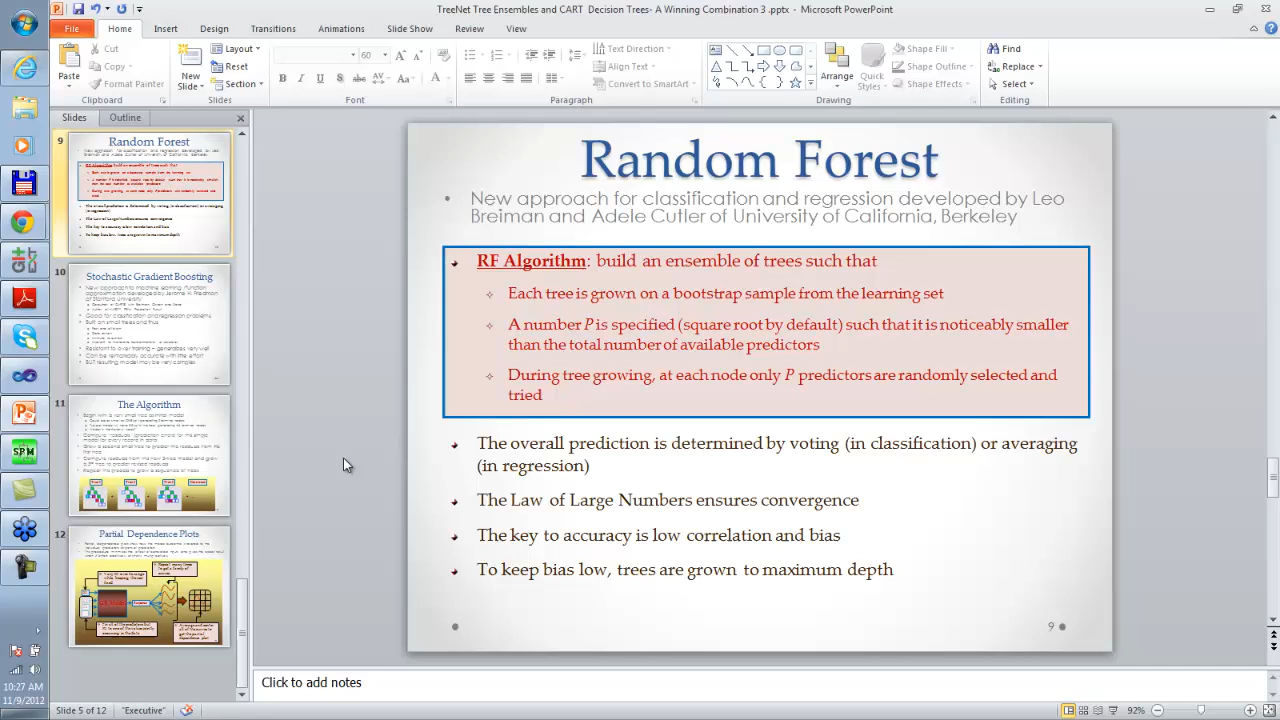 TreeNet Tree Ensembles and CART Decision Trees- A Winning Combination 3 .pptx - Microsoft PowerPoint
File Home Insert Design Transitions Animations Slide Show Review View
Paste
Cut
Copy
Format Painter
Clipboard
New Slide
Layout
Reset
Section
Slides
60
Font
Text Direction
Align Text
Convert to SmartArt
Paragraph
Arrange
Quick Styles
Shape Fill
Shape Outline
Shape Effects
Drawing
Find
Replace
Select
Editing
Slides Outline
9
Random Forest
10
Stochastic Gradient Boosting
11
The Algorithm
12
Partial Dependence Plots
Random Forest
New approach for classification and regression developed by Leo
Breiman and Adele Cutler of University of California, Berkeley
RF Algorithm: build an ensemble of trees such that
Each tree is grown on a bootstrap sample from the learning set
A number P is specified (square root by default) such that it is noticeably smaller
than the total number of available predictors
During tree growing, at each node only P predictors are randomly selected and
tried
The overall prediction is determined by voting (in classification) or averaging
(in regression)
The Law of Large Numbers ensures convergence
The key to accuracy is low correlation and bias
To keep bias low, trees are grown to maximum depth
9
Click to add notes
SPM
10:27 AM
11/9/2012
Slide 5 of 12 "Executive" 92%